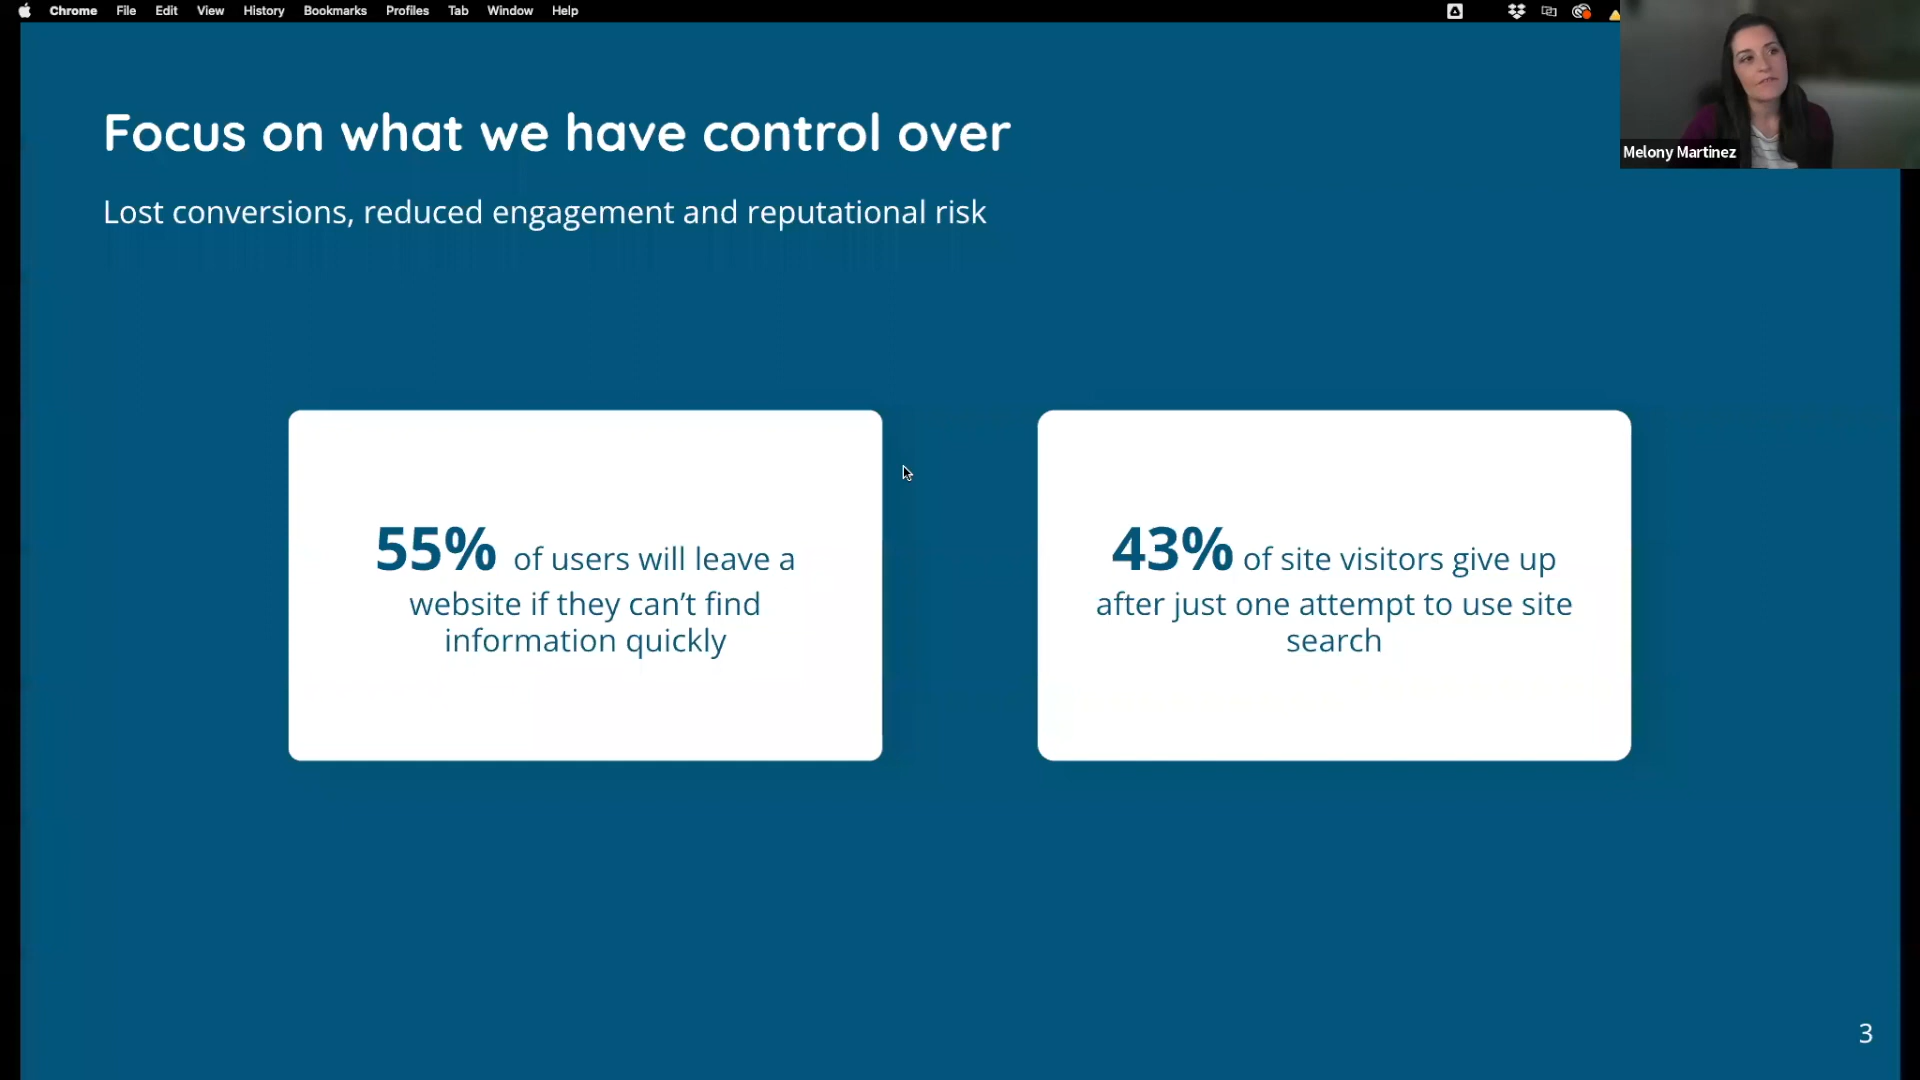 Chrome File Edit View History Bookmarks Profiles Tab Window Help
Melony Martinez
Focus on what we have control over
Lost conversions, reduced engagement and reputational risk
55% of users will leave a
website if they can’t find
information quickly
43% of site visitors give up
after just one attempt to use site
search
3